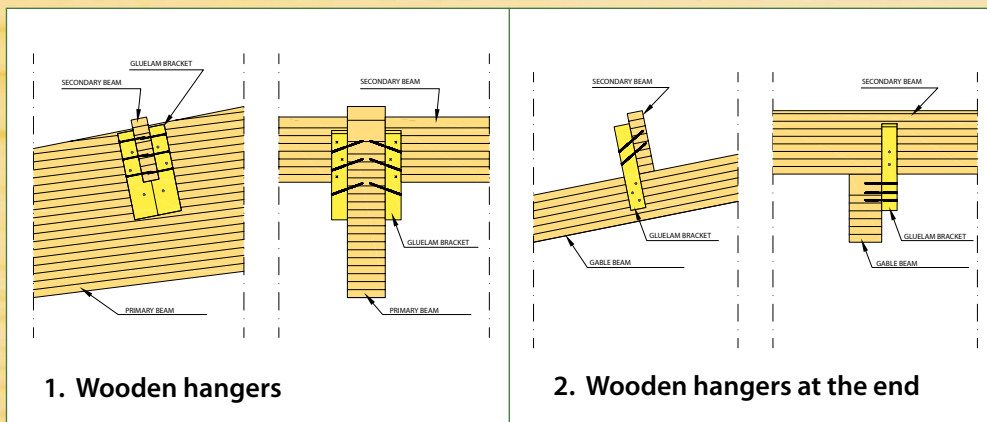 GLUELAM BRACKET
SECONDARY BEAM
SECONDARY BEAM
GLUELAM BRACKET
PRIMARY BEAM
PRIMARY BEAM
1. Wooden hangers
SECONDARY BEAM
SECONDARY BEAM
GLUELAM BRACKET
GLUELAM BRACKET
GABLE BEAM
GABLE BEAM
2. Wooden hangers at the end